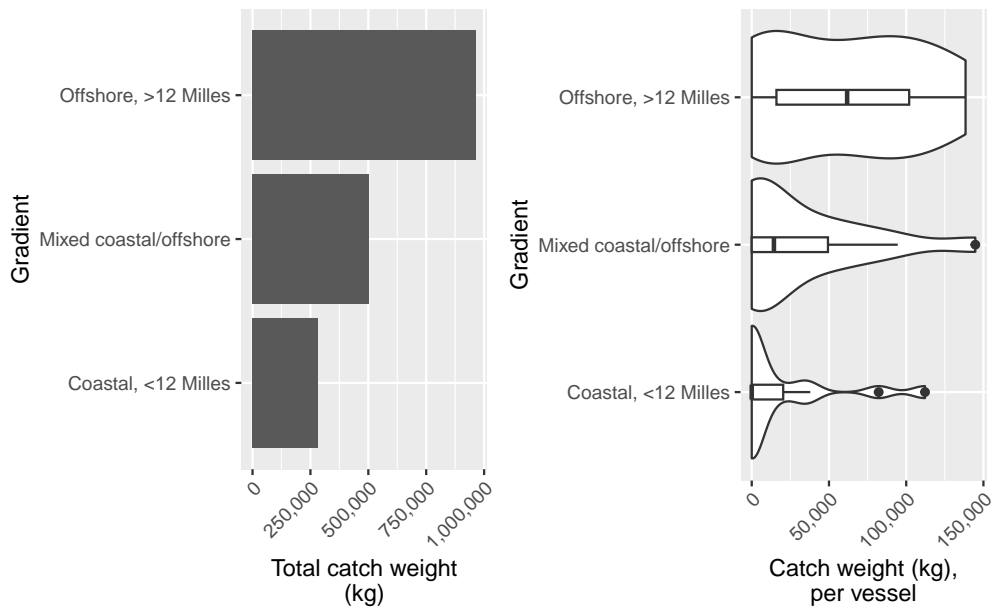 Gradient
Offshore, >12 Milles
Mixed coastal/offshore
Coastal, <12 Milles
0
250,000
500,000
750,000
1,000,000
Total catch weight
(kg)
Gradient
Offshore, >12 Milles
Mixed coastal/offshore
Coastal, <12 Milles
0
50,000
100,000
150,000
Catch weight (kg),
per vessel